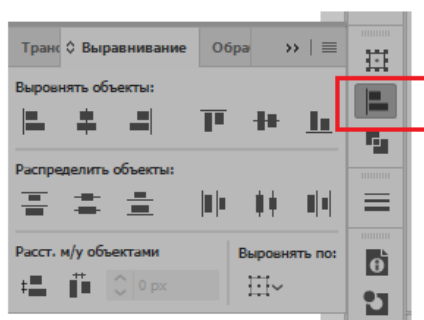 Транс Выравнивание Обра
Выровнять объекты:
Распределить объекты:
Расст. м/у объектами Выровнять по:
0 px